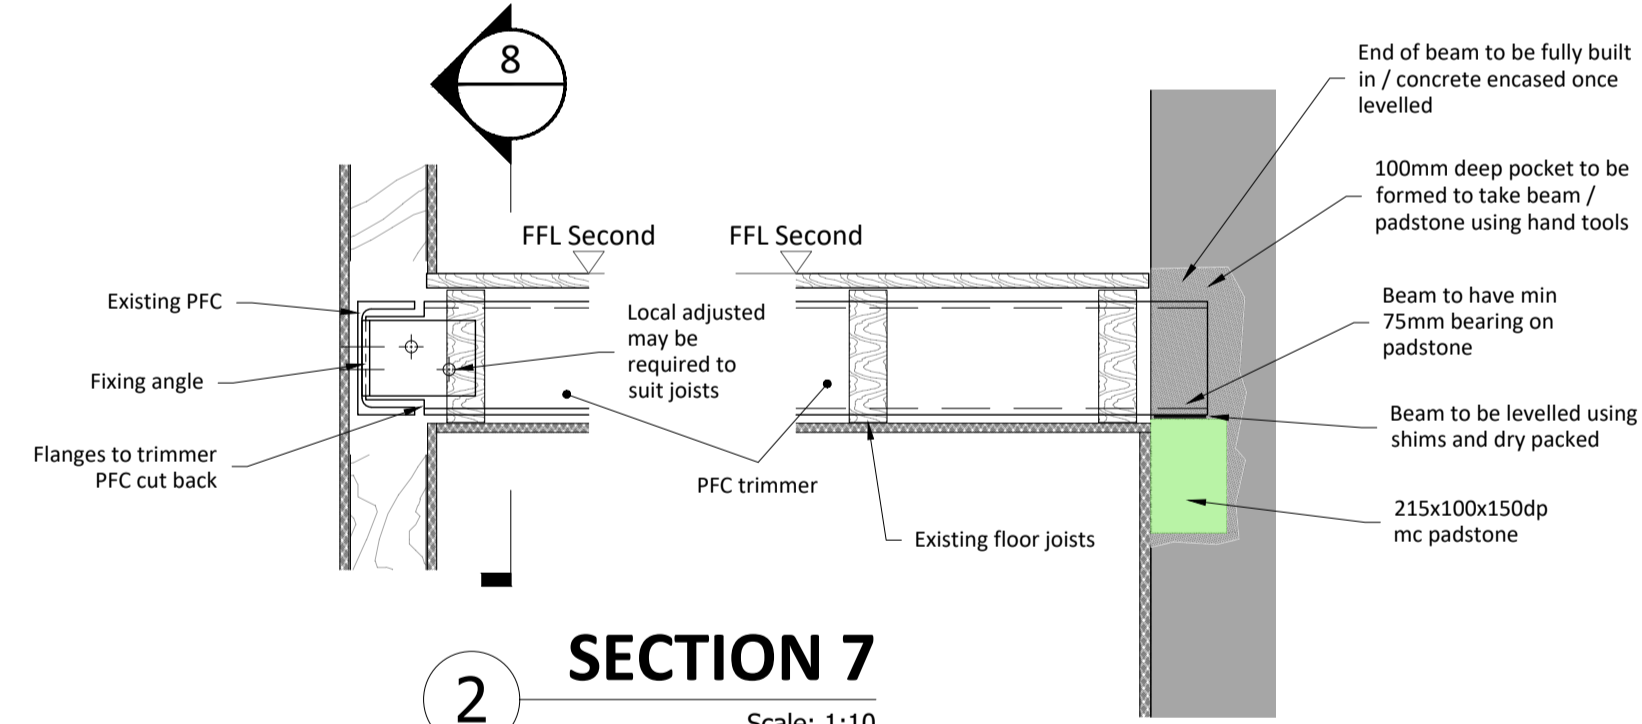 8
End of beam to be fully built
in / concrete encased once
levelled
100mm deep pocket to be
formed to take beam /
padstone using hand tools
FFL Second
FFL Second
Existing PFC
Local adjusted
may be
required to
suit joists
Beam to have min
75mm bearing on
padstone
Fixing angle
Beam to be levelled using
shims and dry packed
Flanges to trimmer
PFC cut back
PFC trimmer
215x100x150dp
mc padstone
Existing floor joists
SECTION 7
2
Scale: 1:10